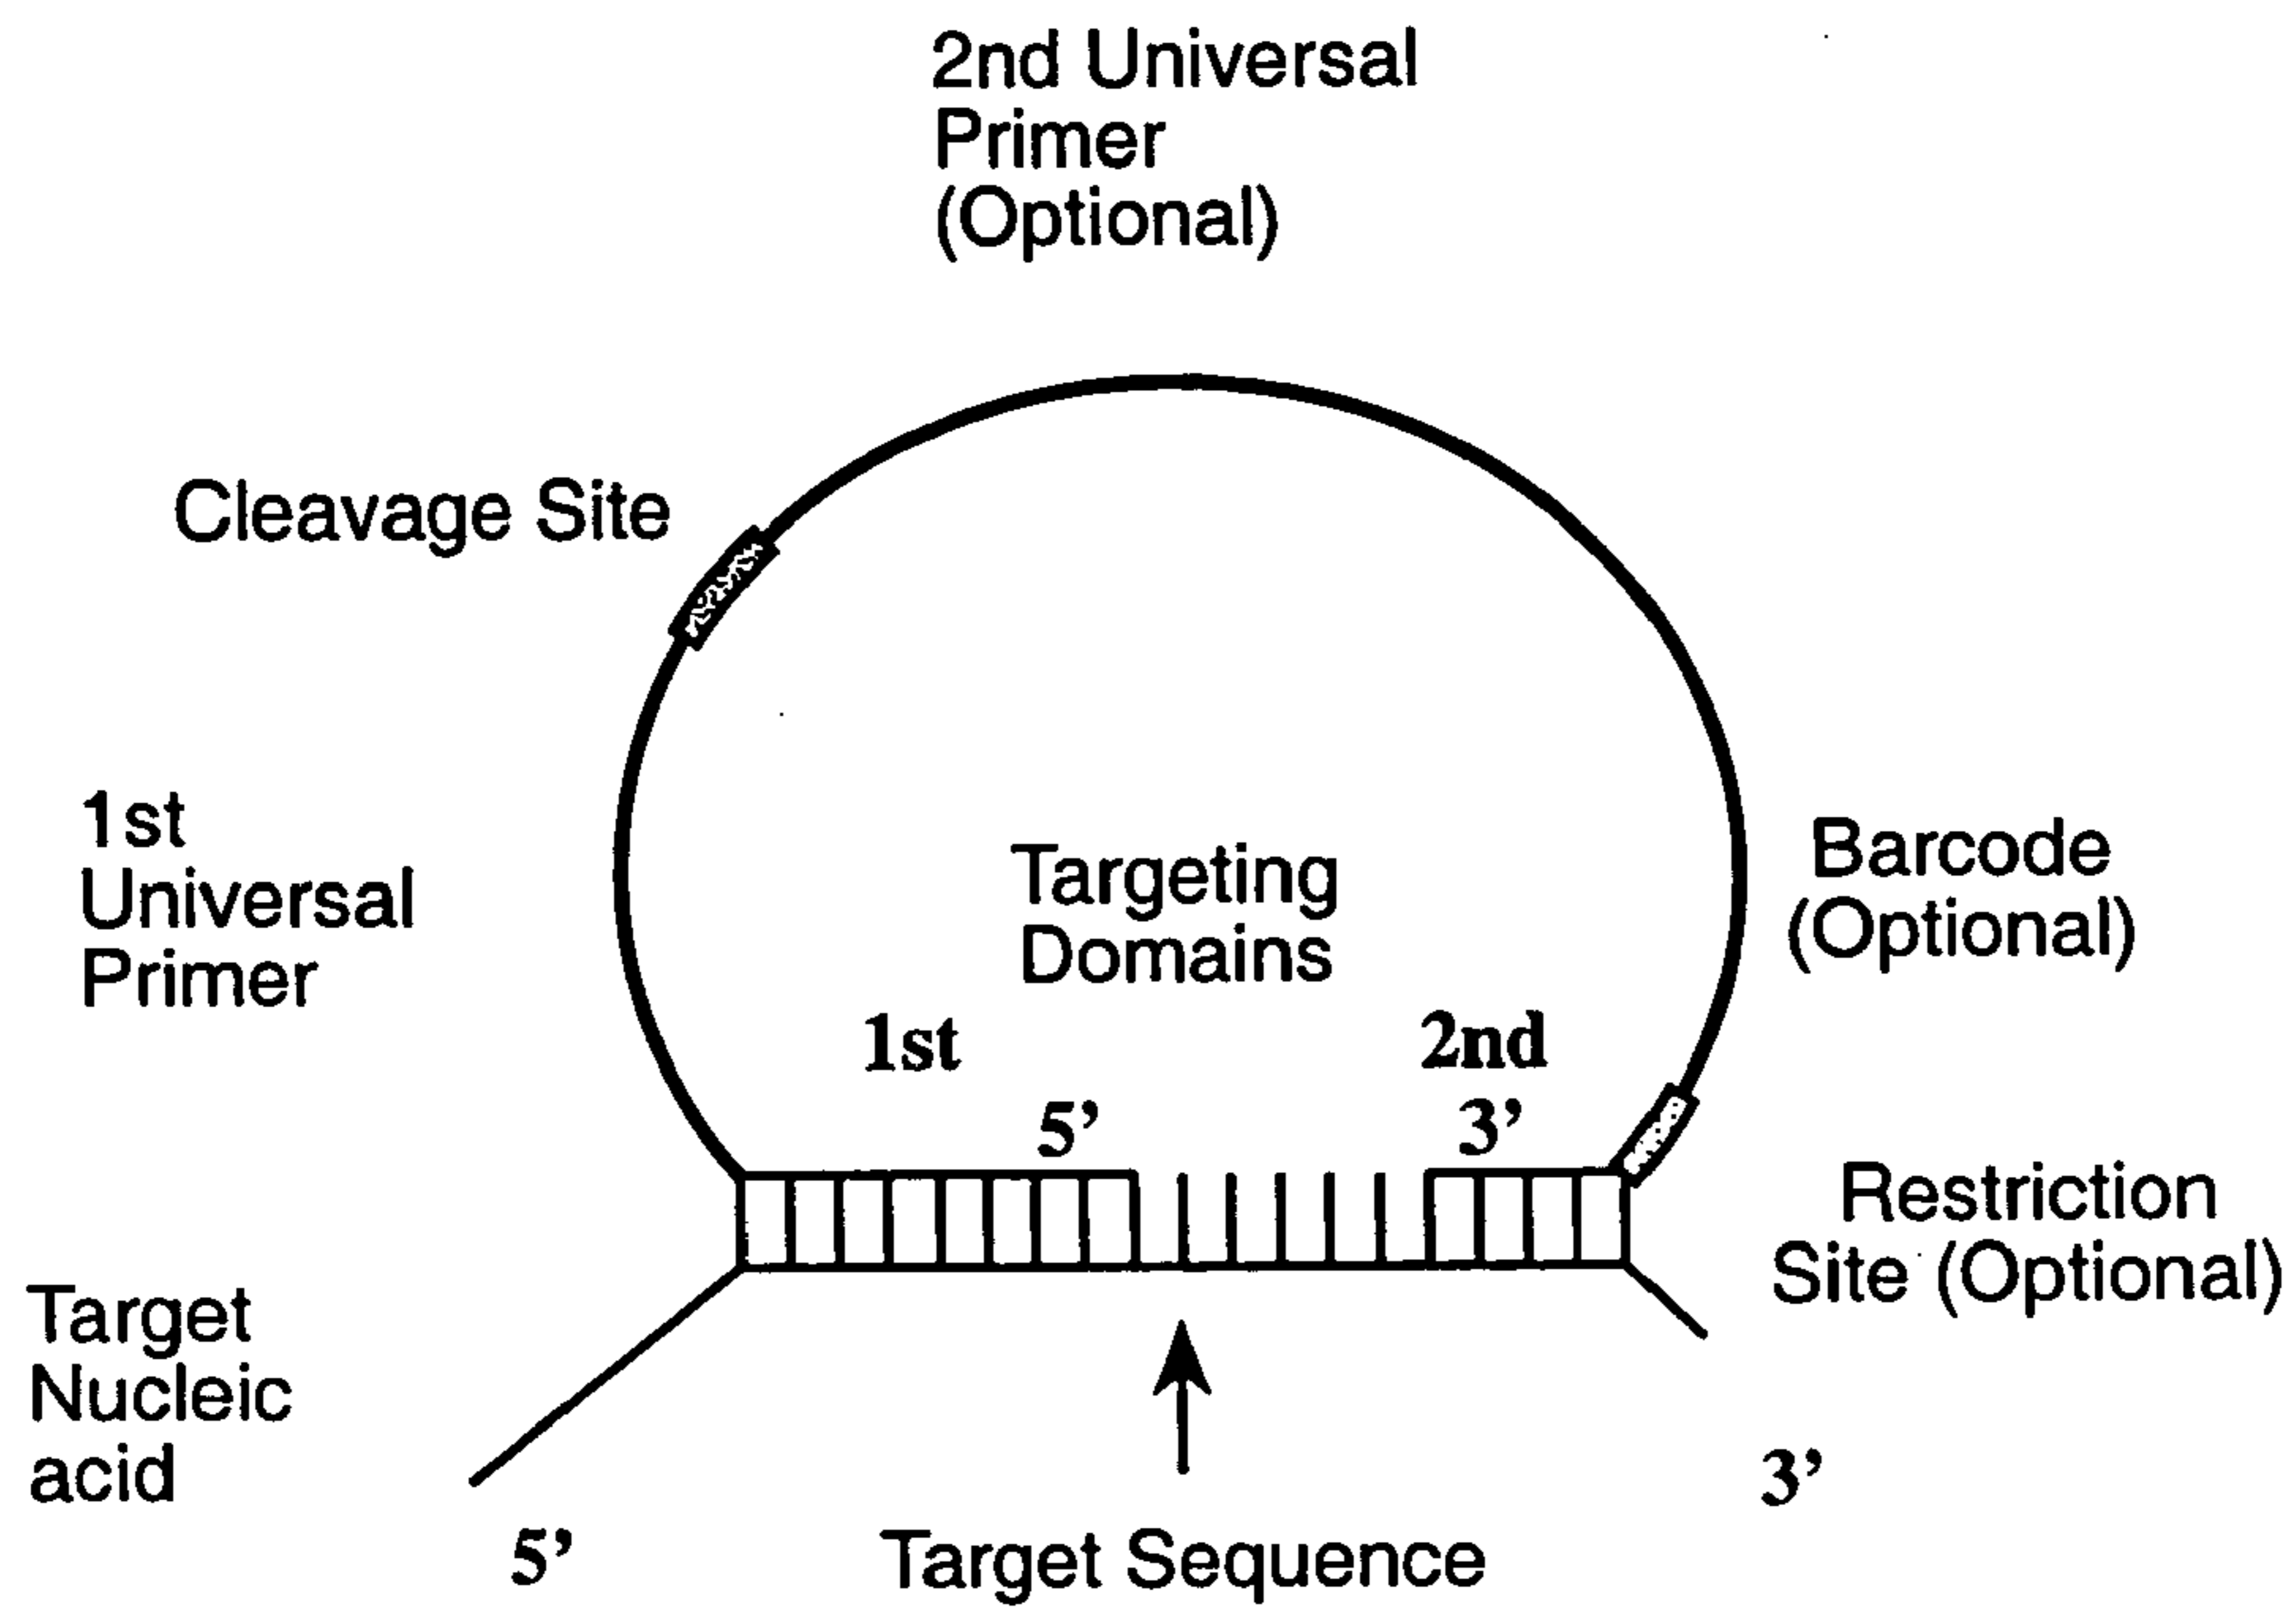 2nd Universal
Primer
(Optional)
Cleavage Site
1st
Universal
Primer
Targeting
Domains
Barcode
(Optional)
1st
2nd
5’
3’
Restriction
Site (Optional)
Target
Nucleic
acid
3’
5’
Target Sequence